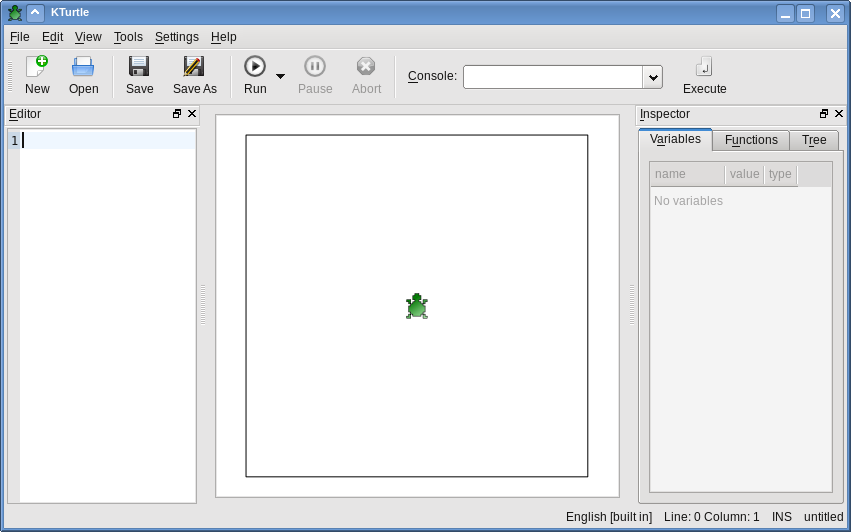 KTurtle
File Edit View Tools Settings Help
New Open Save Save As Run Pause Abort Console: Execute
Editor
1
Inspector
Variables Functions Tree
name value type
No variables
English [built in] Line: 0 Column: 1 INS untitled